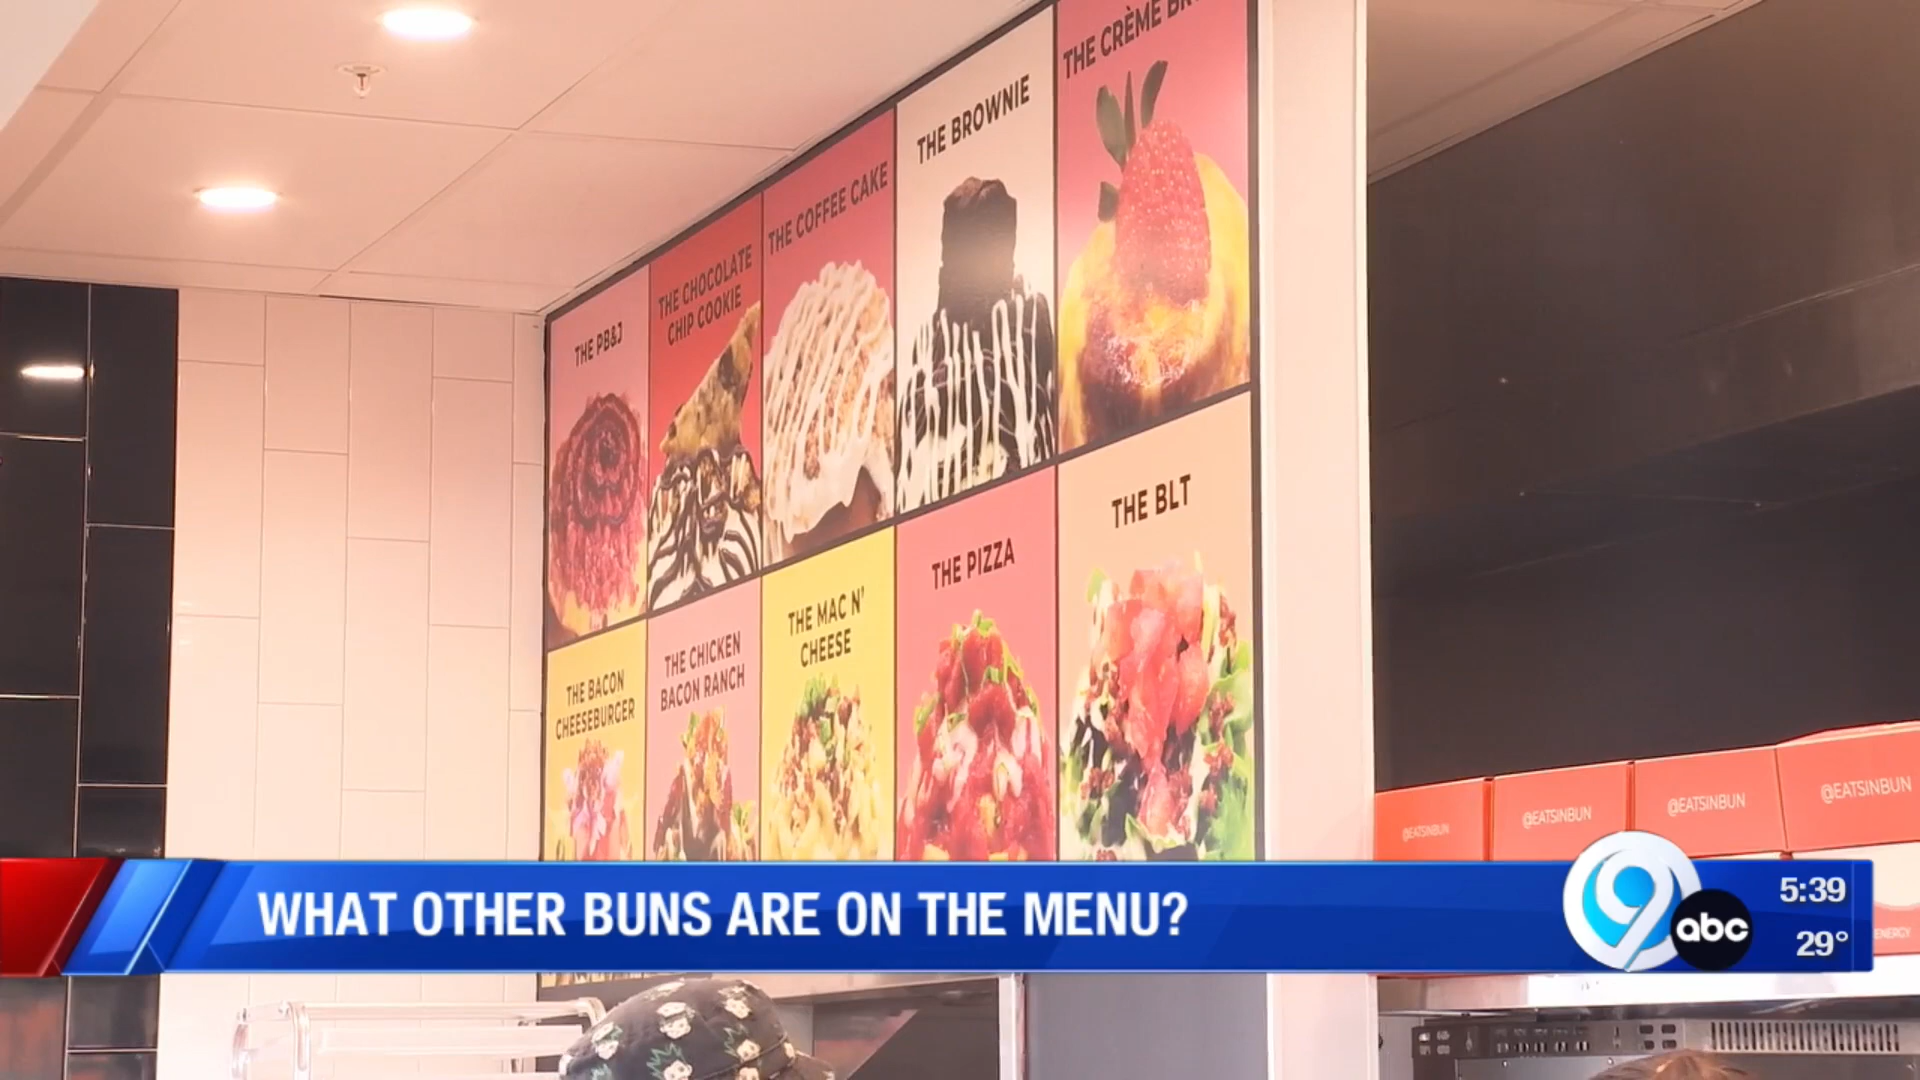 THE CRÈME
THE BROWNIE
THE COFFEE CAKE
THE CHOCOLATE
CHIP COOKIE
THE PB&J
THE BLT
THE PIZZA
THE MAC N'
CHEESE
THE CHICKEN
BACON RANCH
THE BACON
CHEESEBURGER
@EATSINBUN
@EATSINBUN
@EATSINBUN
@EATSINBUN
WHAT OTHER BUNS ARE ON THE MENU?
9
abc
5:39
29°
ENERGY